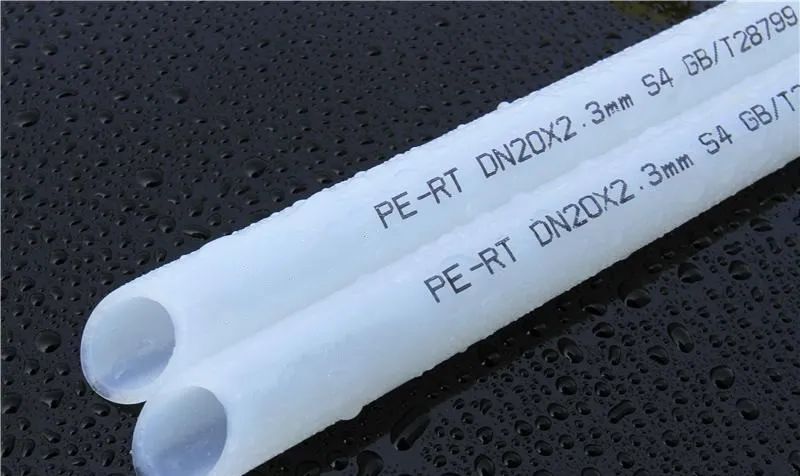 PE-RT DN20X2.3mm S4 GB/T28799
PE-RT DN20X2.3mm S4 GB/T